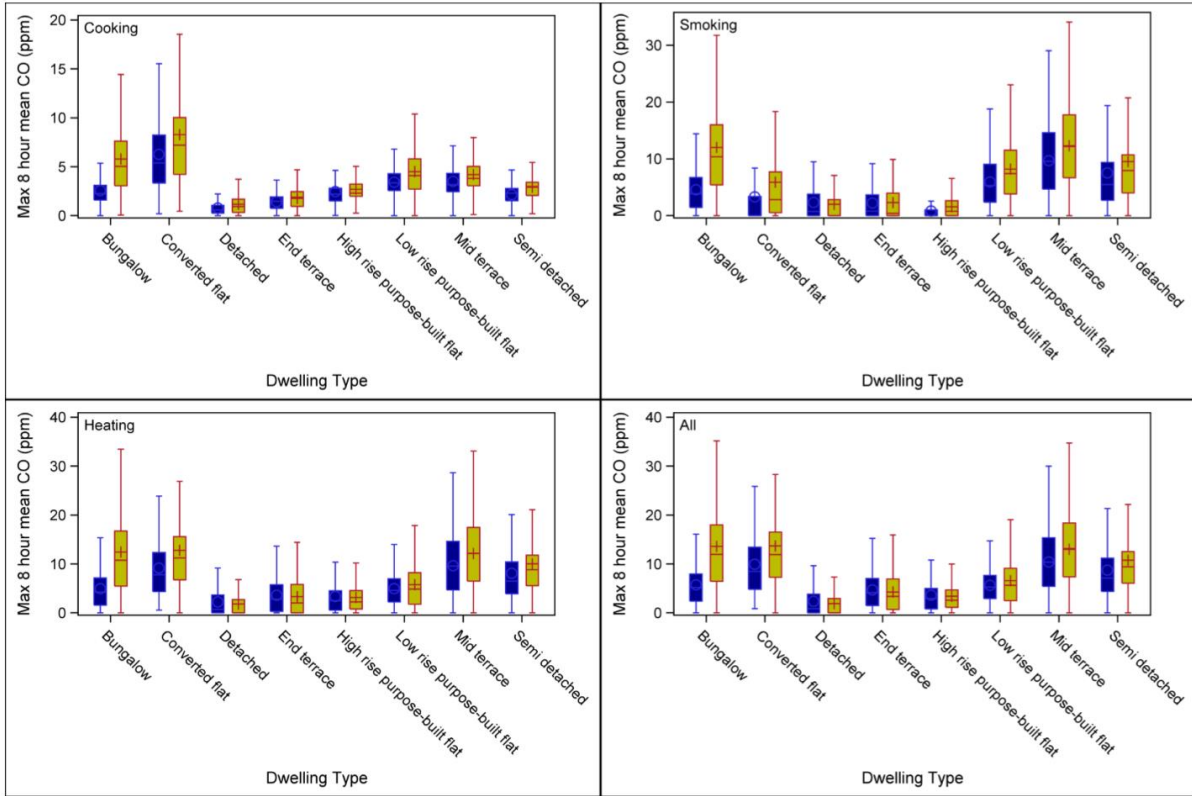 Max 8 hour mean CO (ppm)
20
15
10
5
0
Cooking
Bungalow
Converted flat
Detached
End terrace
High rise purpose-built flat
Low rise purpose-built flat
Mid terrace
Semi detached
Dwelling Type
Max 8 hour mean CO (ppm)
30
20
10
0
Smoking
Bungalow
Converted flat
Detached
End terrace
High rise purpose-built flat
Low rise purpose-built flat
Mid terrace
Semi detached
Dwelling Type
Max 8 hour mean CO (ppm)
40
30
20
10
0
Heating
Bungalow
Converted flat
Detached
End terrace
High rise purpose-built flat
Low rise purpose-built flat
Mid terrace
Semi detached
Dwelling Type
Max 8 hour mean CO (ppm)
40
30
20
10
0
All
Bungalow
Converted flat
Detached
End terrace
High rise purpose-built flat
Low rise purpose-built flat
Mid terrace
Semi detached
Dwelling Type